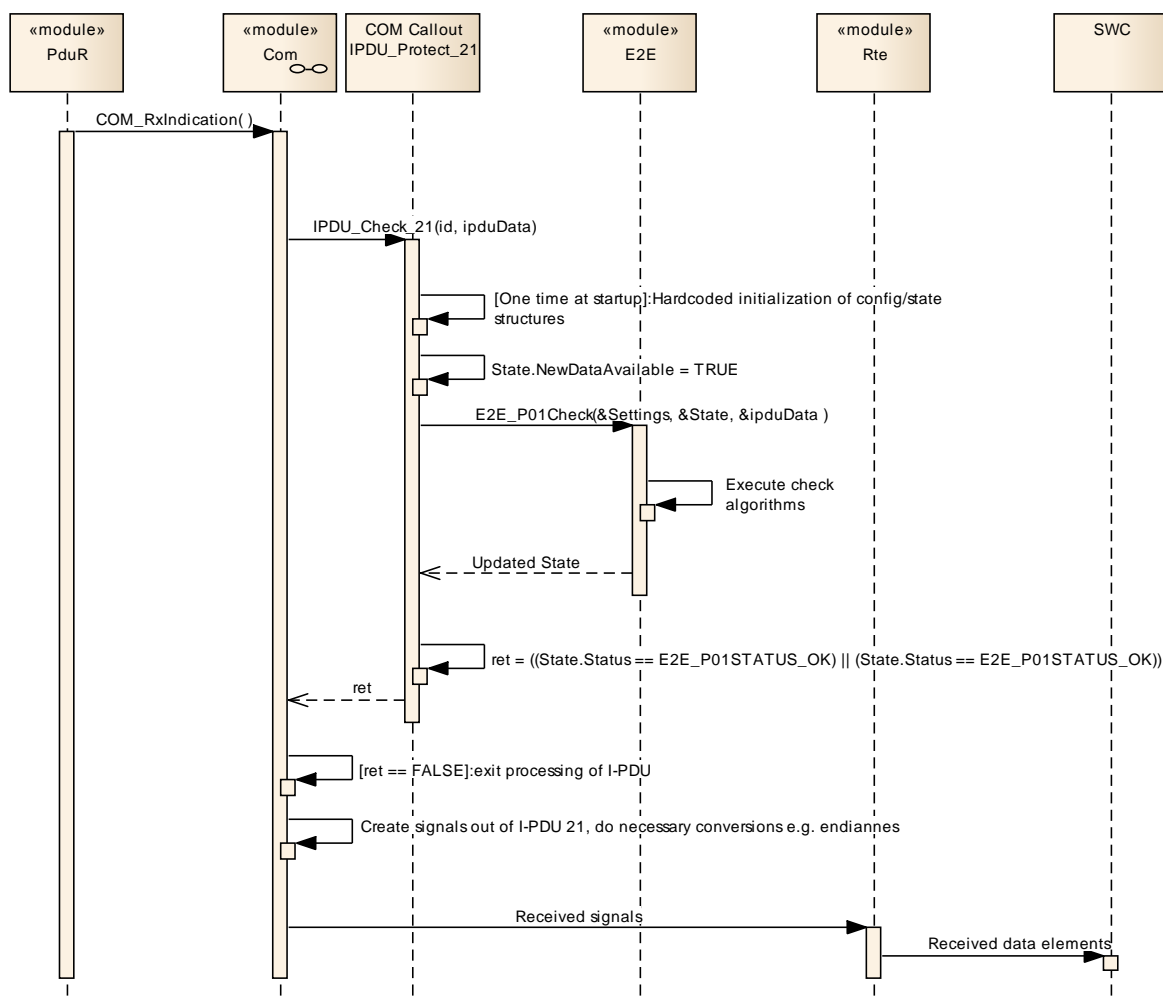 «module»
PduR
«module»
Com
COM Callout
IPDU_Protect_21
«module»
E2E
«module»
Rte
SWC
COM_RxIndication( )
IPDU_Check_21(id, ipduData)
[One time at startup]:Hardcoded initialization of config/state
structures
State.NewDataAvailable = TRUE
E2E_P01Check(&Settings, &State, &ipduData )
Execute check
algorithms
Updated State
ret = ((State.Status == E2E_P01STATUS_OK) || (State.Status == E2E_P01STATUS_OK))
ret
[ret == FALSE]:exit processing of I-PDU
Create signals out of I-PDU 21, do necessary conversions e.g. endiannes
Received signals
Received data elements